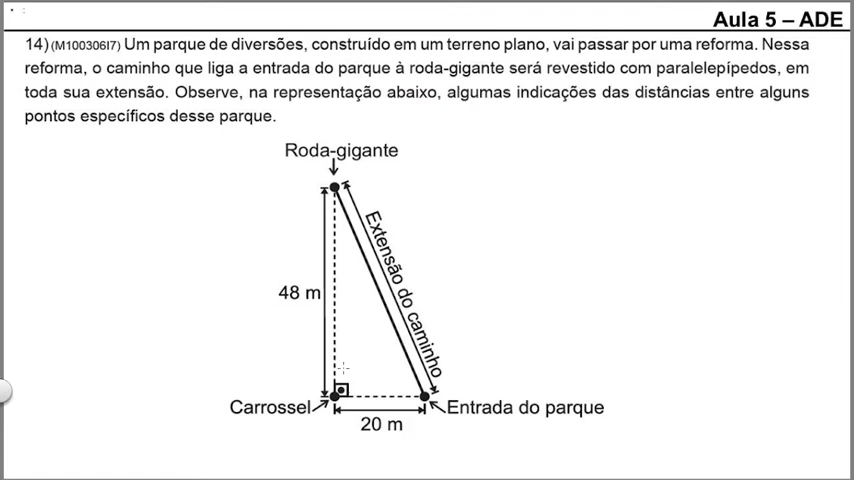 Aula 5 – ADE
14) (M100306I7) Um parque de diversões, construído em um terreno plano, vai passar por uma reforma. Nessa
reforma, o caminho que liga a entrada do parque à roda-gigante será revestido com paralelepípedos, em
toda sua extensão. Observe, na representação abaixo, algumas indicações das distâncias entre alguns
pontos específicos desse parque.
Roda-gigante
Extensão do caminho
48 m
Carrossel
Entrada do parque
20 m